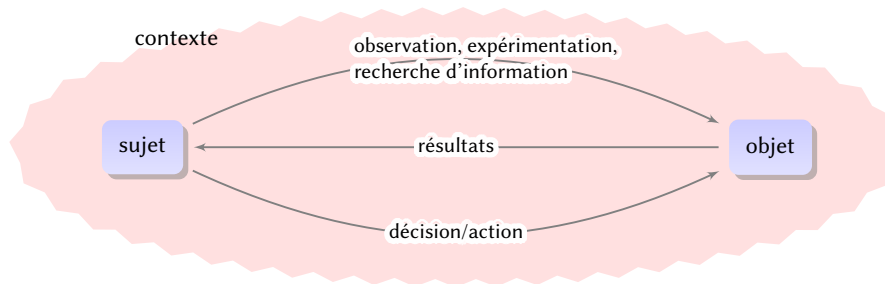 contexte
observation, expérimentation,
recherche d'information
sujet
résultats
objet
décision/action